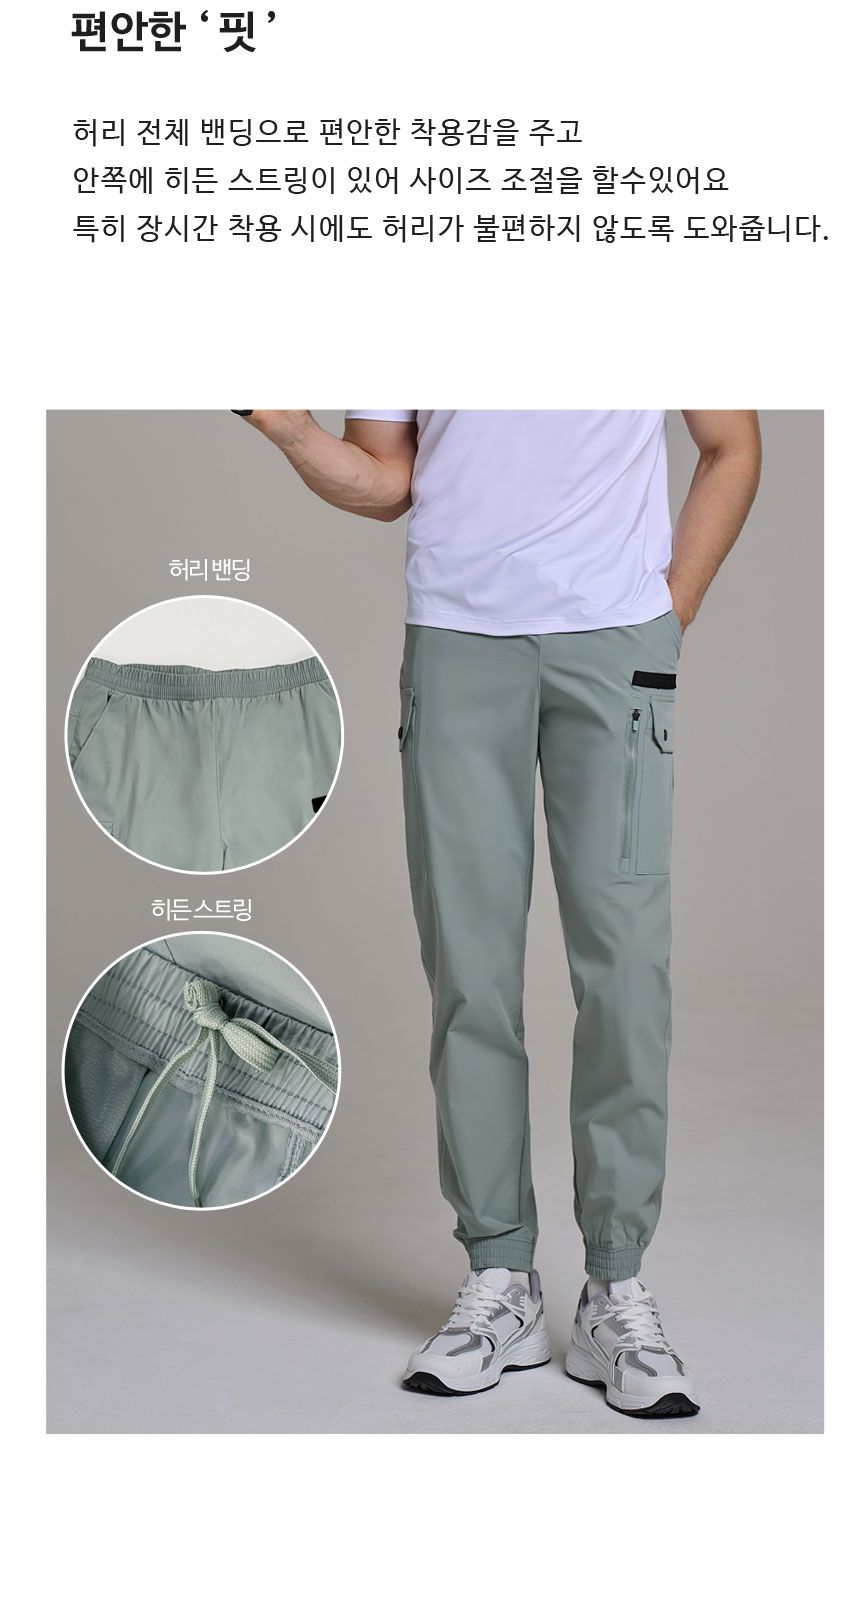 편안한 ‘ 핏 ’
허리 전체 밴딩으로 편안한 착용감을 주고
안쪽에 히든 스트링이 있어 사이즈 조절을 할수있어요
특히 장시간 착용 시에도 허리가 불편하지 않도록 도와줍니다.
허리 밴딩
히든 스트링